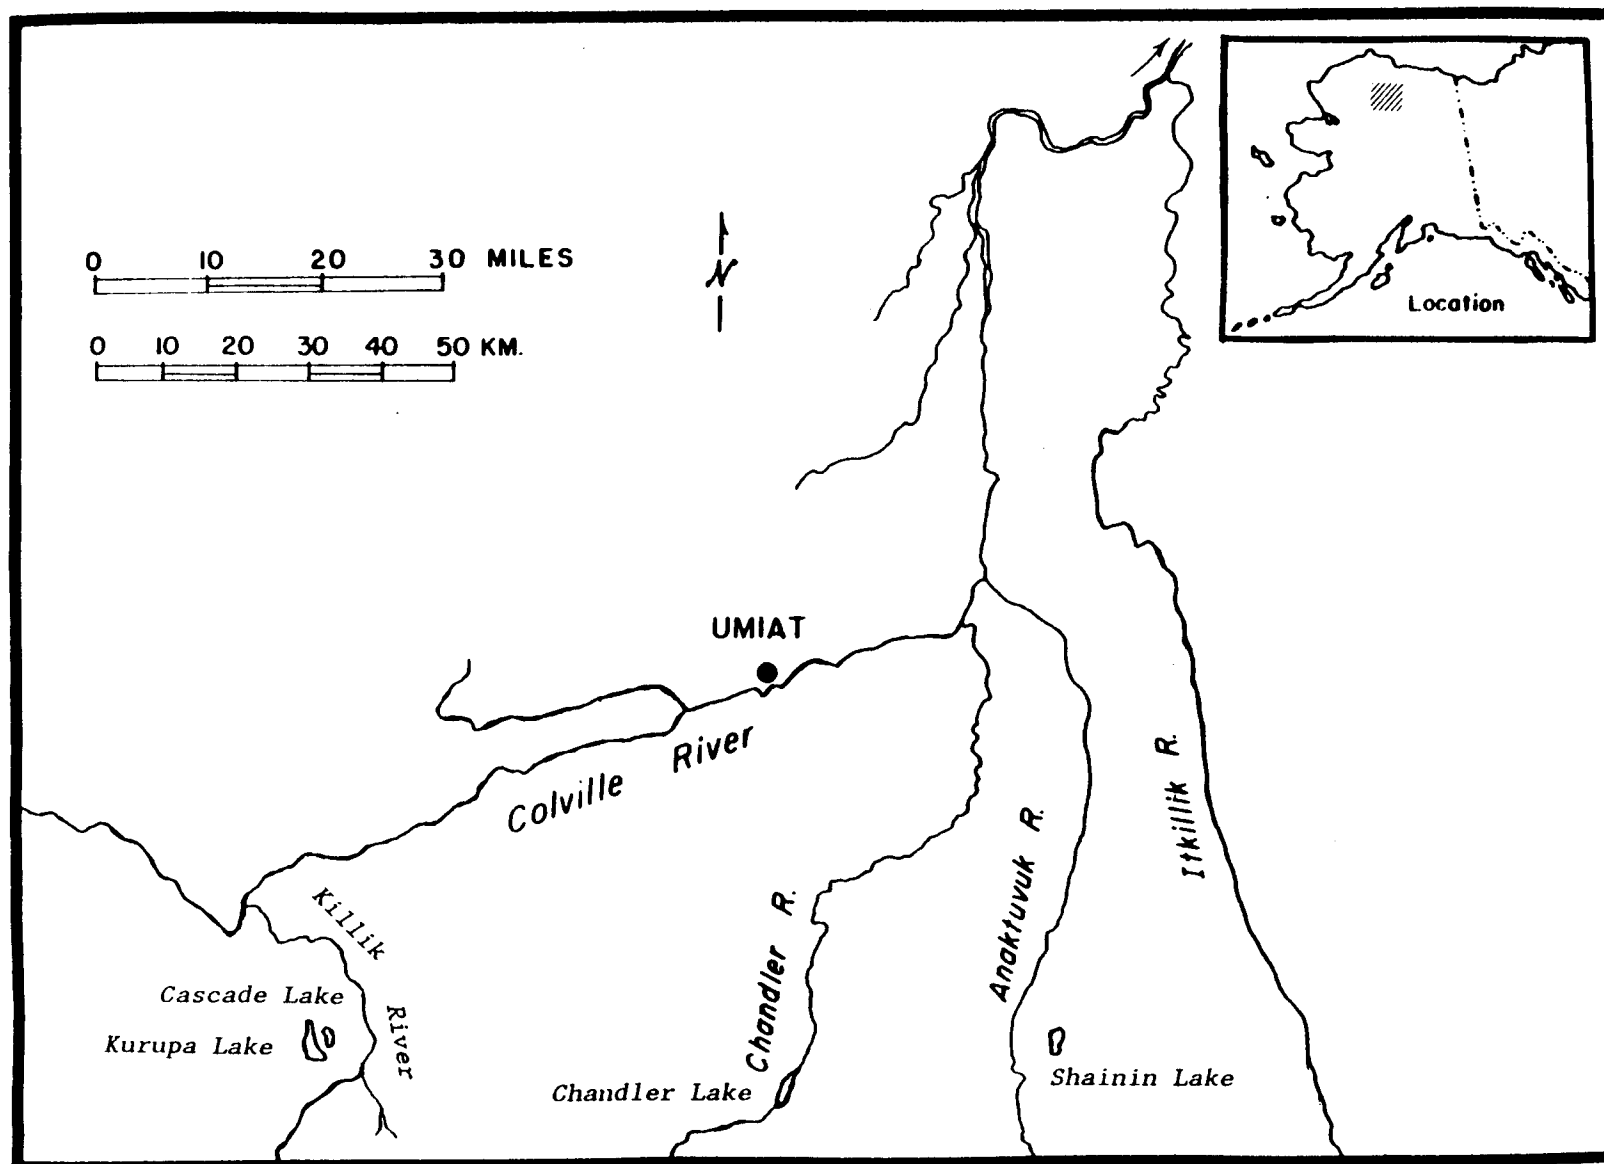 0 10 20 30 MILES
0 10 20 30 40 50 KM.
N
Location
UMIAT
Colville River
Killik River
Cascade Lake
Kurupa Lake
Chandler R.
Chandler Lake
Anaktuvuk R.
Shainin Lake
Itkillik R.